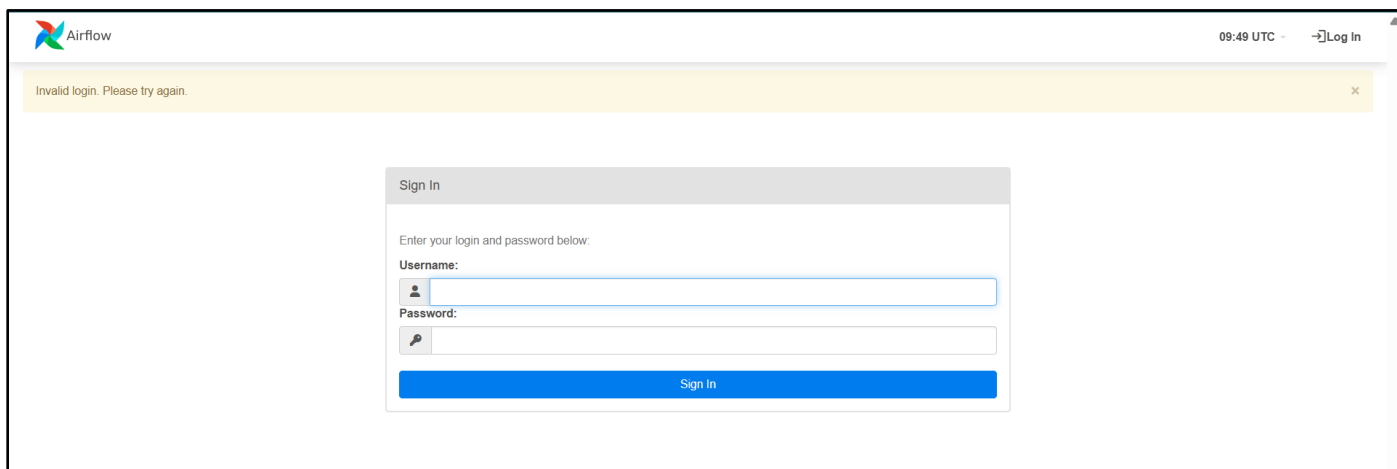 Airflow
09:49 UTC
Log In
Invalid login. Please try again.
×
Sign In
Enter your login and password below:
Username:
Password:
Sign In